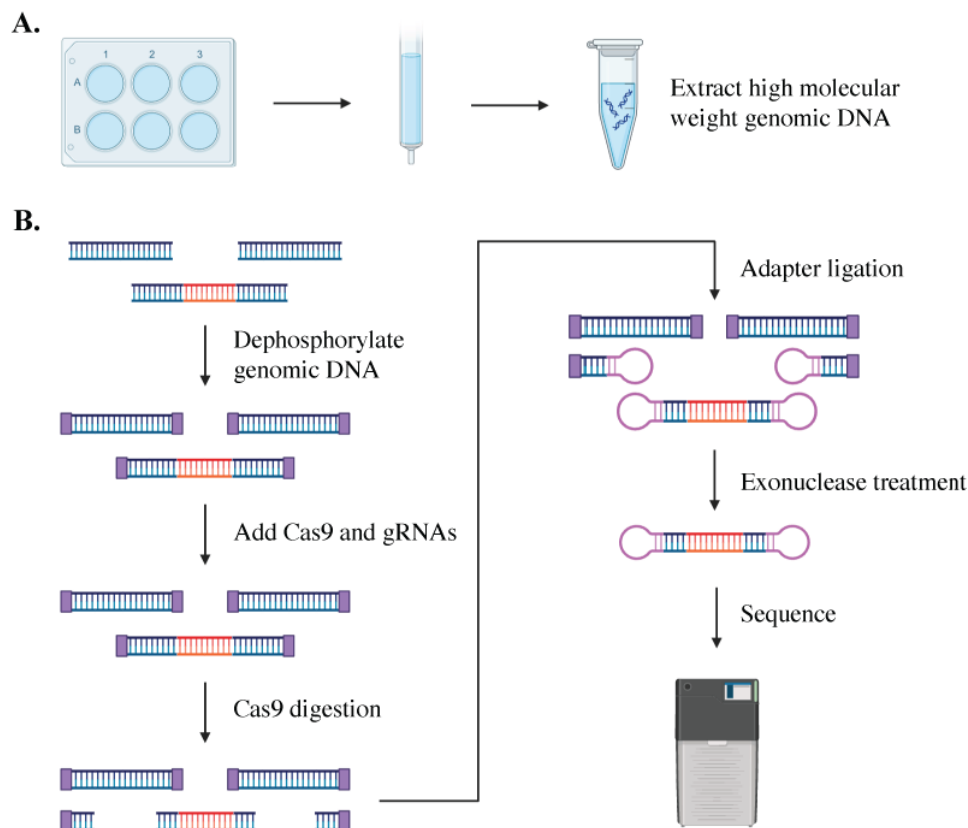 A.
1 2 3
A
B
Extract high molecular
weight genomic DNA
B.
Dephosphorylate
genomic DNA
Add Cas9 and gRNAs
Cas9 digestion
Adapter ligation
Exonuclease treatment
Sequence